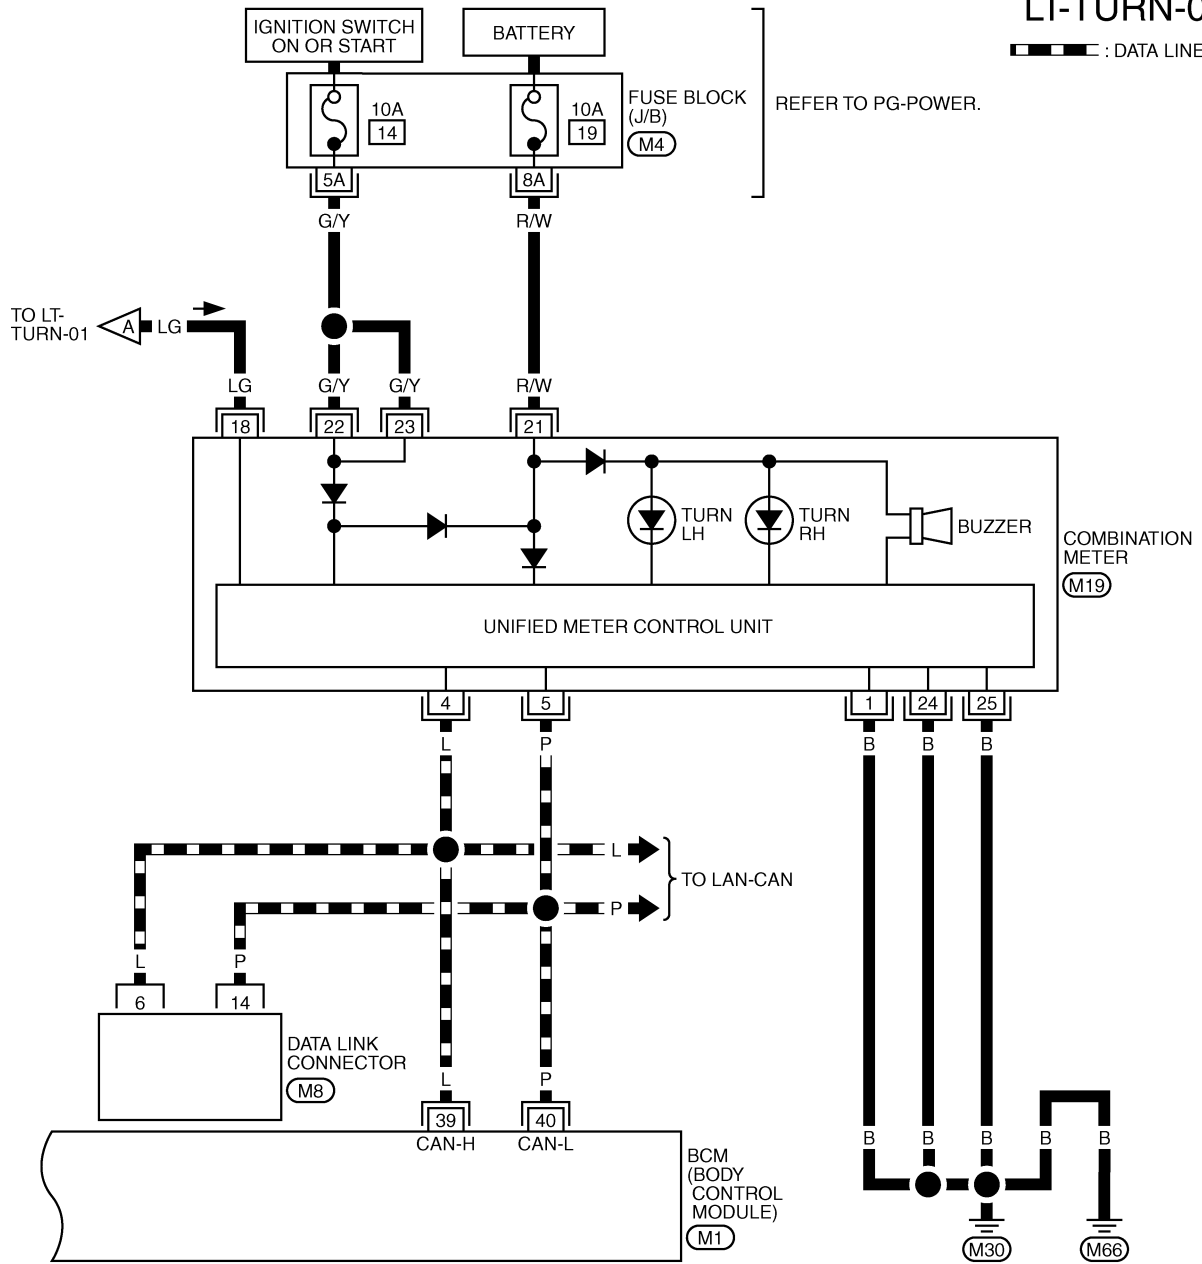 LT-TURN-0
: DATA LINE
IGNITION SWITCH
ON OR START
BATTERY
10A
14
10A
19
FUSE BLOCK
(J/B)
M4
REFER TO PG-POWER.
5A
8A
G/Y
R/W
TO LT-
TURN-01
A
LG
LG
G/Y
G/Y
R/W
18
22
23
21
TURN
LH
TURN
RH
BUZZER
COMBINATION
METER
M19
UNIFIED METER CONTROL UNIT
4
5
1
24
25
L
P
B
B
B
L
TO LAN-CAN
P
L
P
6
14
DATA LINK
CONNECTOR
M8
L
P
39
40
CAN-H
CAN-L
BCM
(BODY
CONTROL
MODULE)
M1
B
B
B
B
B
M30
M66